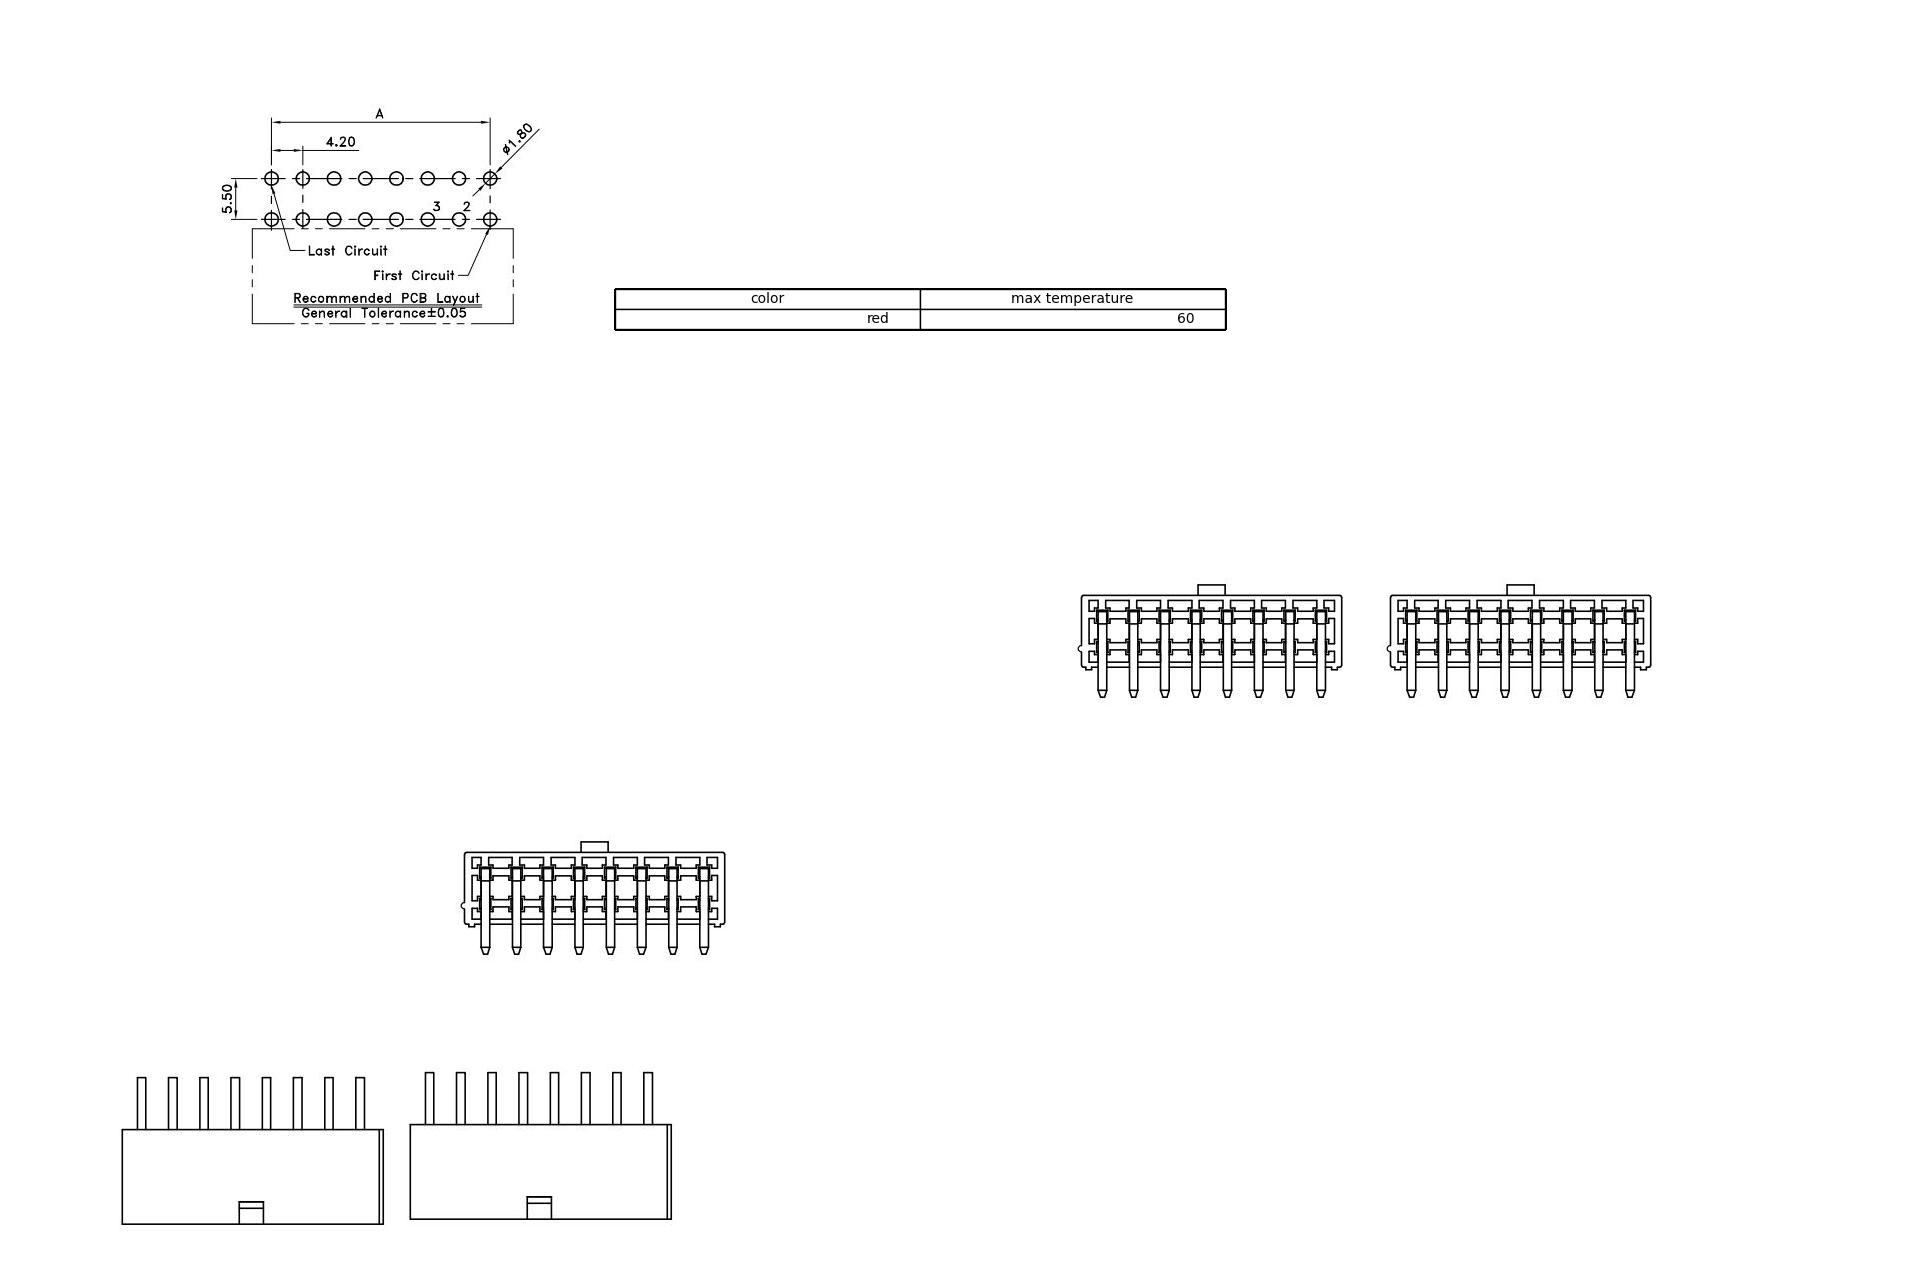 A
4.20
ø1.80
5.50
3 2
Last Circuit
First Circuit
Recommended PCB Layout
General Tolerance±0.05
color max temperature
red 60